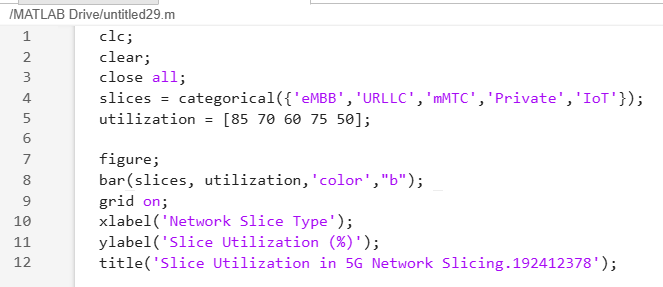 /MATLAB Drive/untitled29.m
1 clc;
2 clear;
3 close all;
4 slices = categorical({'eMBB','URLLC','mMTC','Private','IoT'});
5 utilization = [85 70 60 75 50];
6
7 figure;
8 bar(slices, utilization,'color',"b");
9 grid on;
10 xlabel('Network Slice Type');
11 ylabel('Slice Utilization (%)');
12 title('Slice Utilization in 5G Network Slicing.192412378');